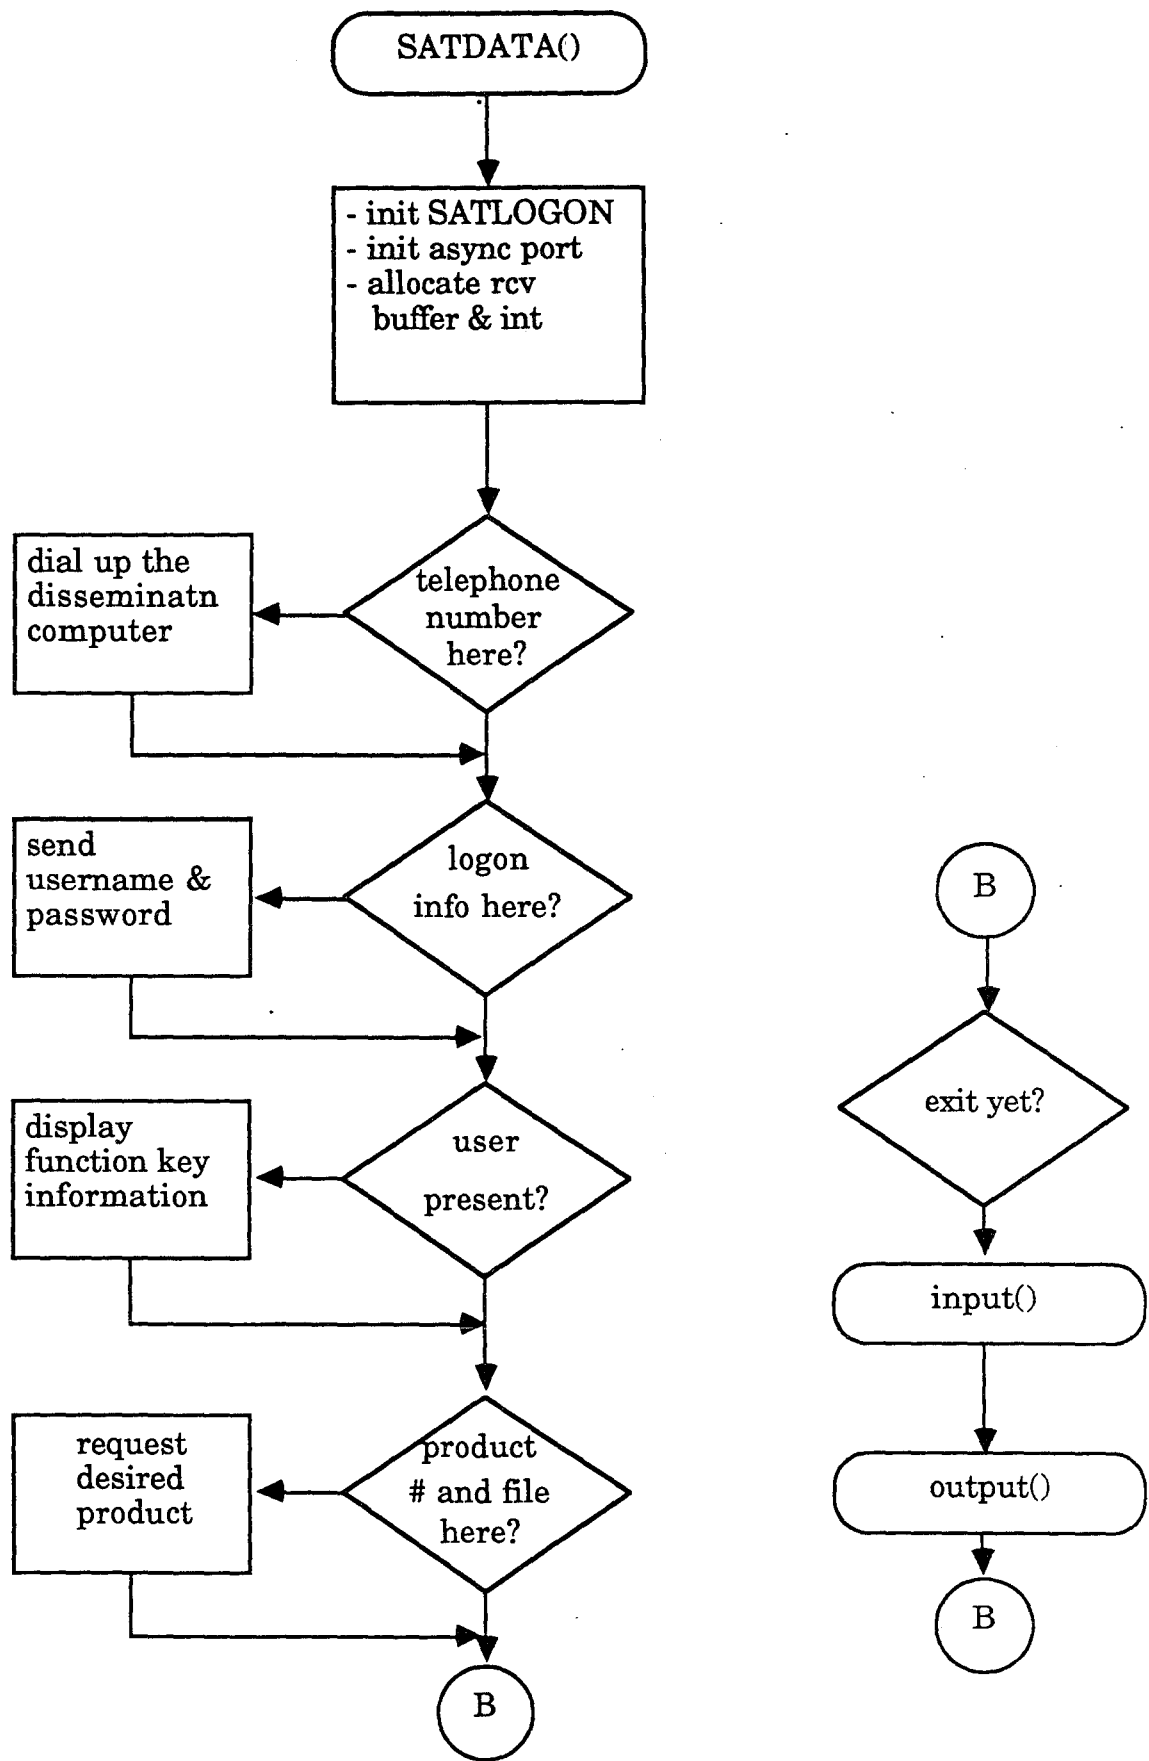 SATDATA()
- init SATLOGON
- init async port
- allocate rcv
buffer & int
telephone
number
here?
dial up the
disseminatn
computer
logon
info here?
send
username &
password
user
present?
display
function key
information
product
# and file
here?
request
desired
product
B
B
exit yet?
input()
output()
B